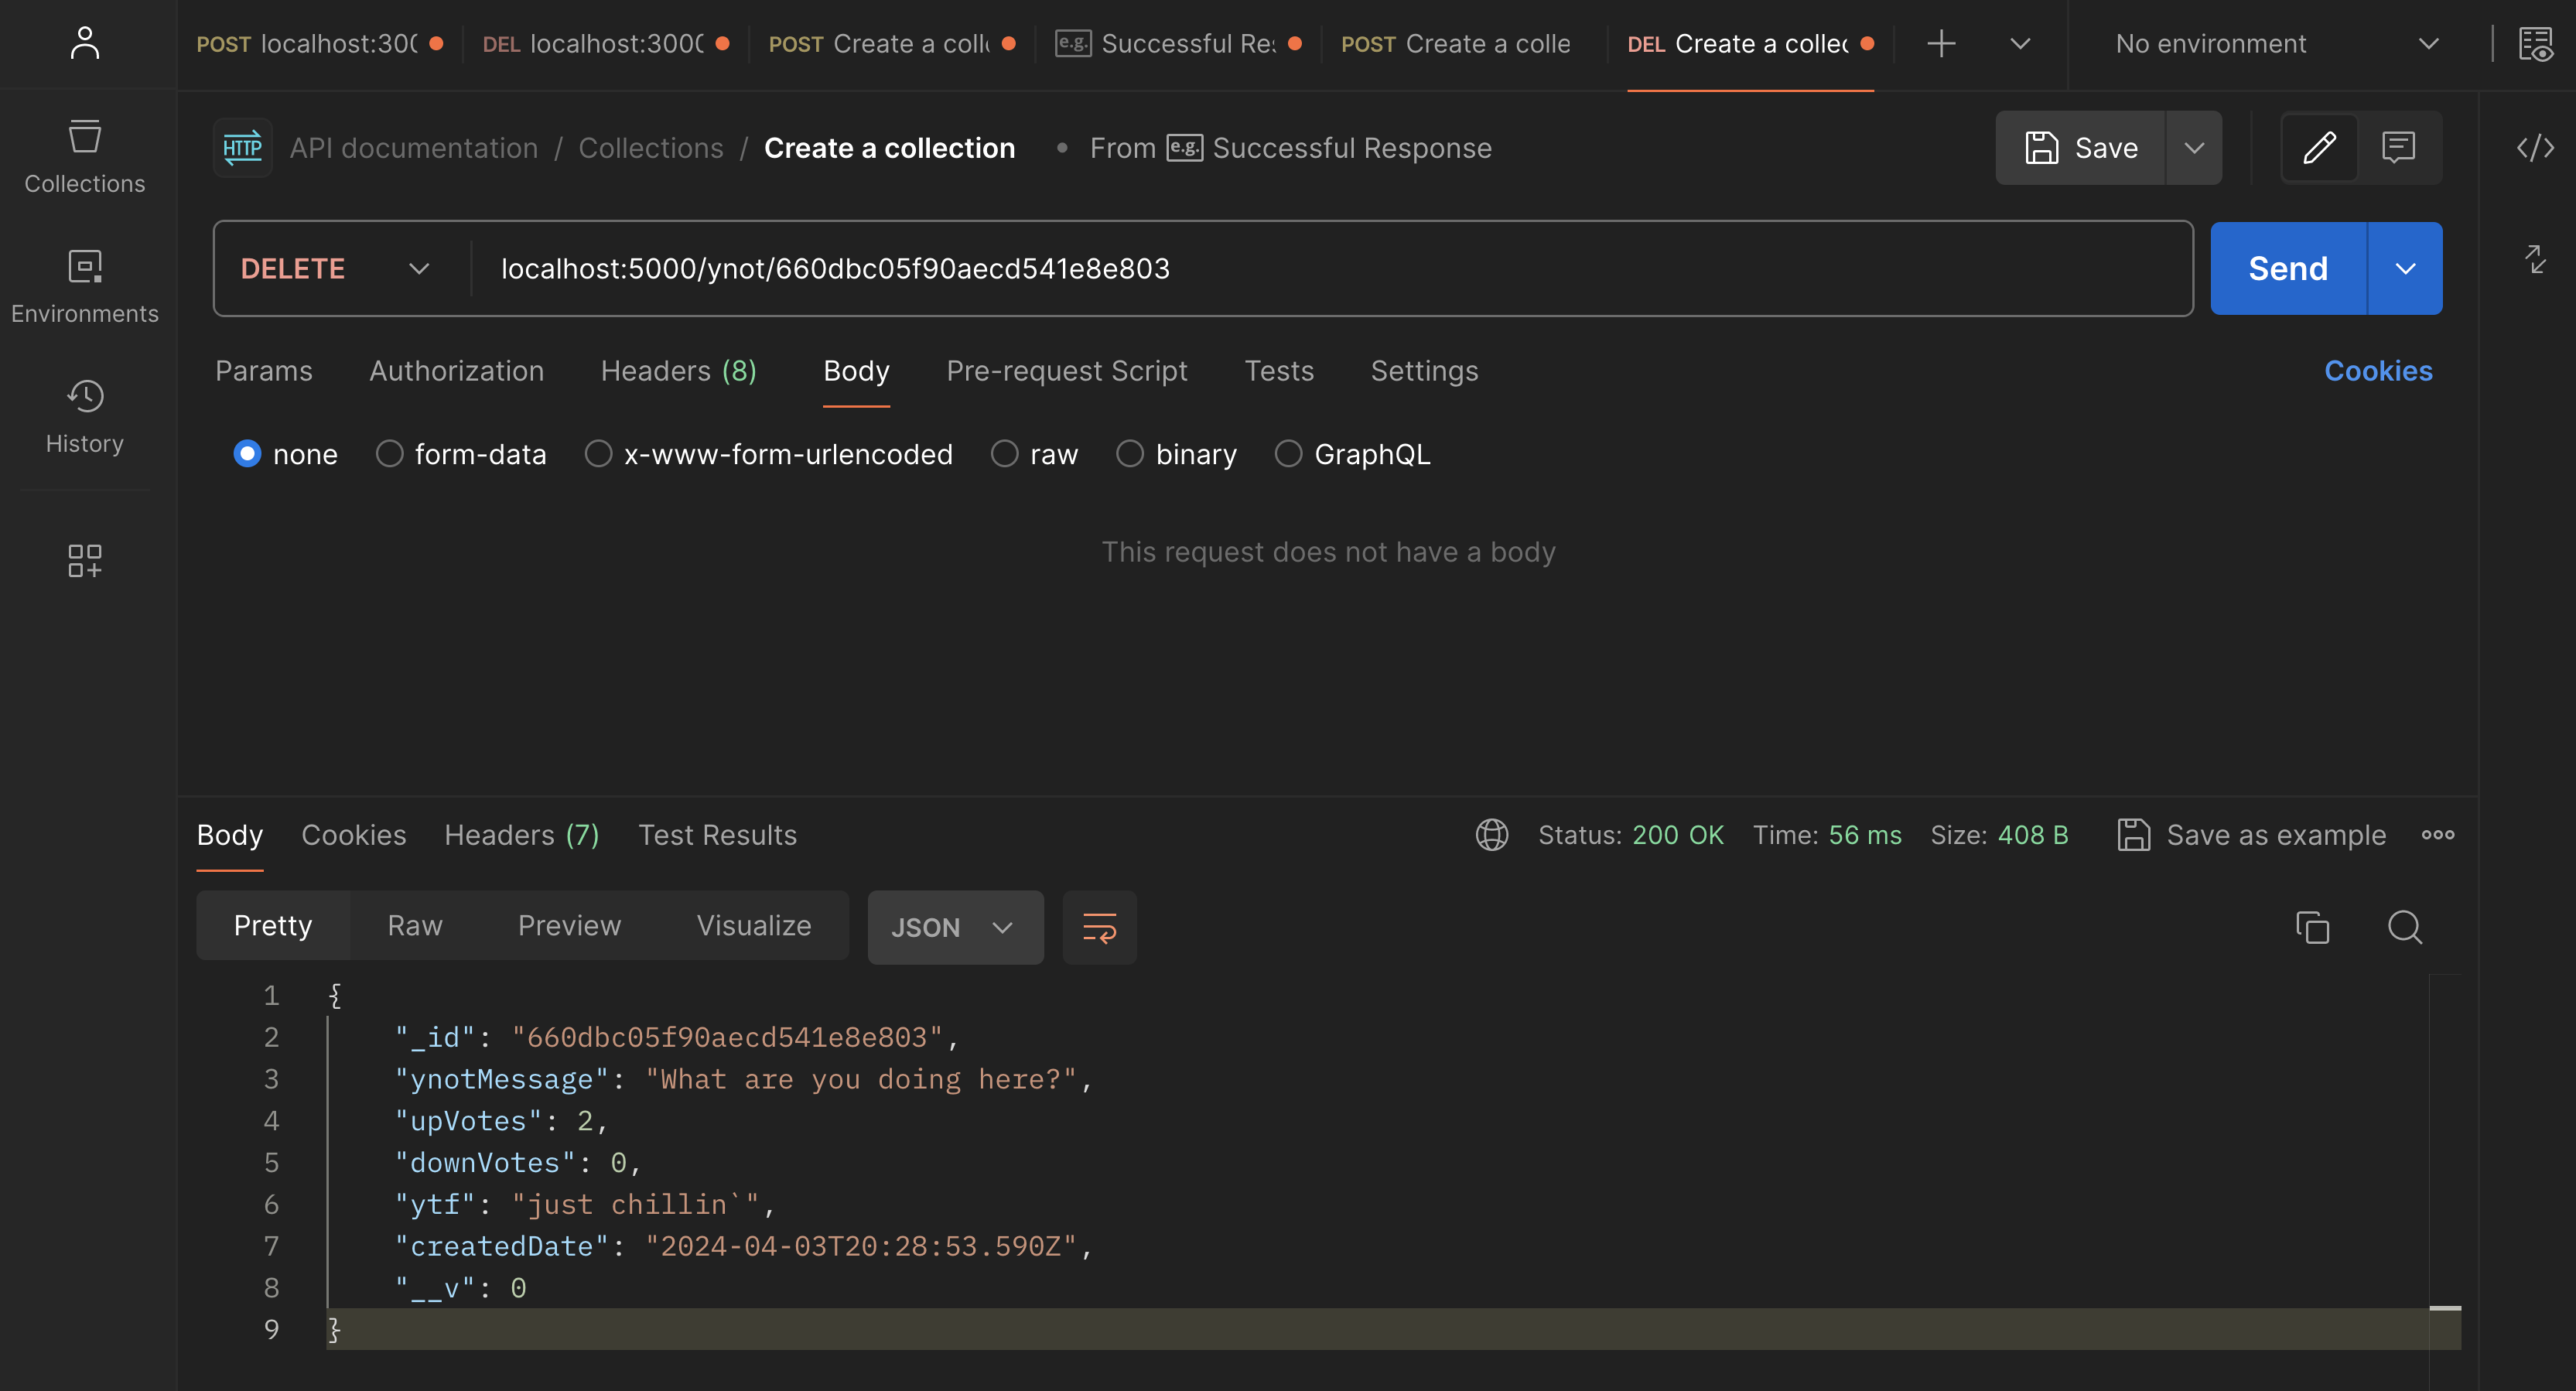 POST localhost:300 DEL localhost:3000 POST Create a coll e.g. Successful Res POST Create a colle DEL Create a collec No environment
Collections
Environments
History
HTTP API documentation / Collections / Create a collection • From e.g. Successful Response Save
DELETE localhost:5000/ynot/660dbc05f90aecd541e8e803 Send
Params Authorization Headers (8) Body Pre-request Script Tests Settings Cookies
none form-data x-www-form-urlencoded raw binary GraphQL
This request does not have a body
Body Cookies Headers (7) Test Results Status: 200 OK Time: 56 ms Size: 408 B Save as example
Pretty Raw Preview Visualize JSON
1 {
2 "_id": "660dbc05f90aecd541e8e803",
3 "ynotMessage": "What are you doing here?",
4 "upVotes": 2,
5 "downVotes": 0,
6 "ytf": "just chillin`",
7 "createdDate": "2024-04-03T20:28:53.590Z",
8 "__v": 0
9 }